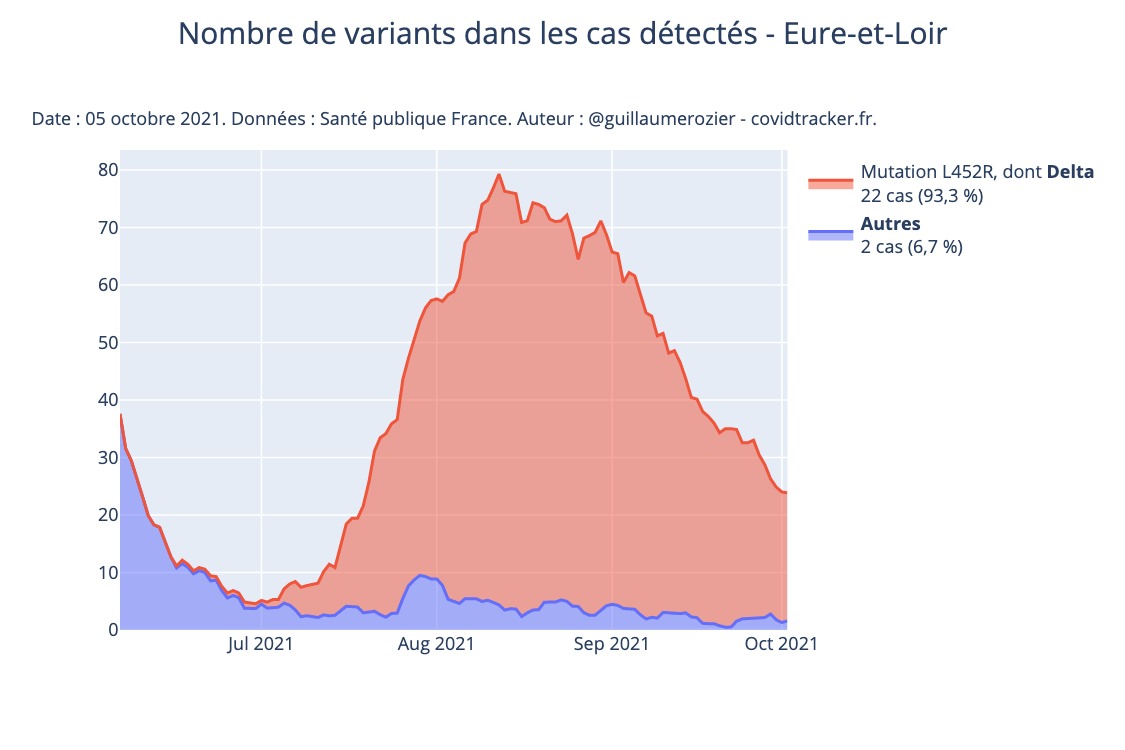 Nombre de variants dans les cas détectés - Eure-et-Loir
Date : 05 octobre 2021. Données : Santé publique France. Auteur : @guillaumerozier - covidtracker.fr.
80
70
60
50
40
30
20
10
0
Jul 2021
Aug 2021
Sep 2021
Oct 2021
Mutation L452R, dont Delta
22 cas (93,3 %)
Autres
2 cas (6,7 %)